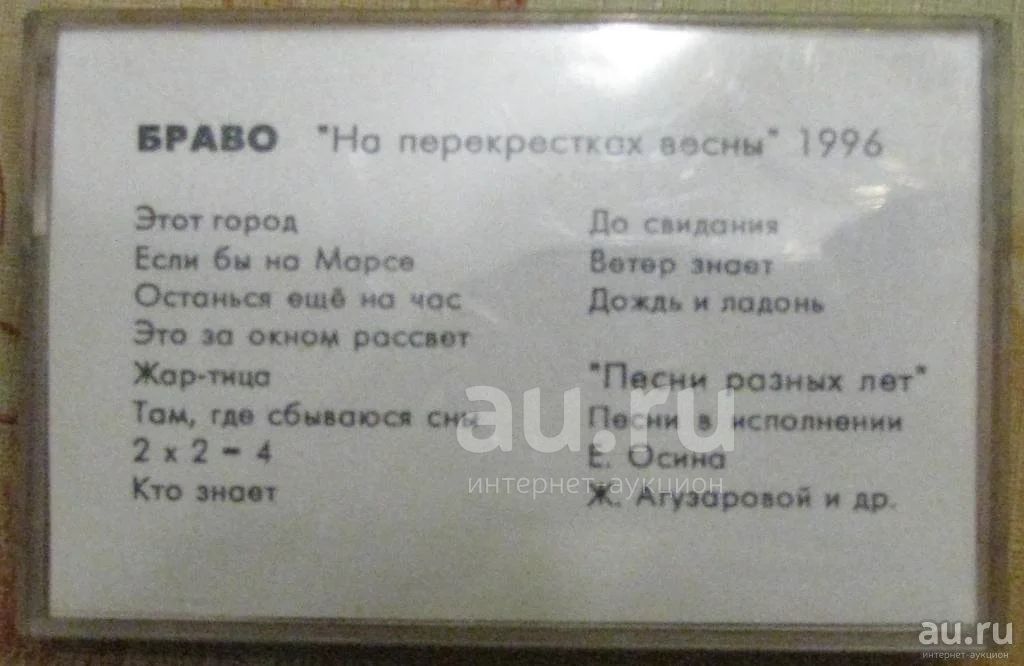 БРАВО "На перекрестках весны" 1996
Этот город
Если бы на Марсе
Останься ещё на час
Это за окном рассвет
Жар-тица
Там, где сбываюся сны
2 x 2 - 4
Кто знает
До свидания
Ветер знает
Дождь и ладонь
"Песни разных лет"
Песни в исполнении
Е. Осина
Ж. Агузаровой и др.
au.ru
интернет-аукцион
au.ru
интернет-аукцион